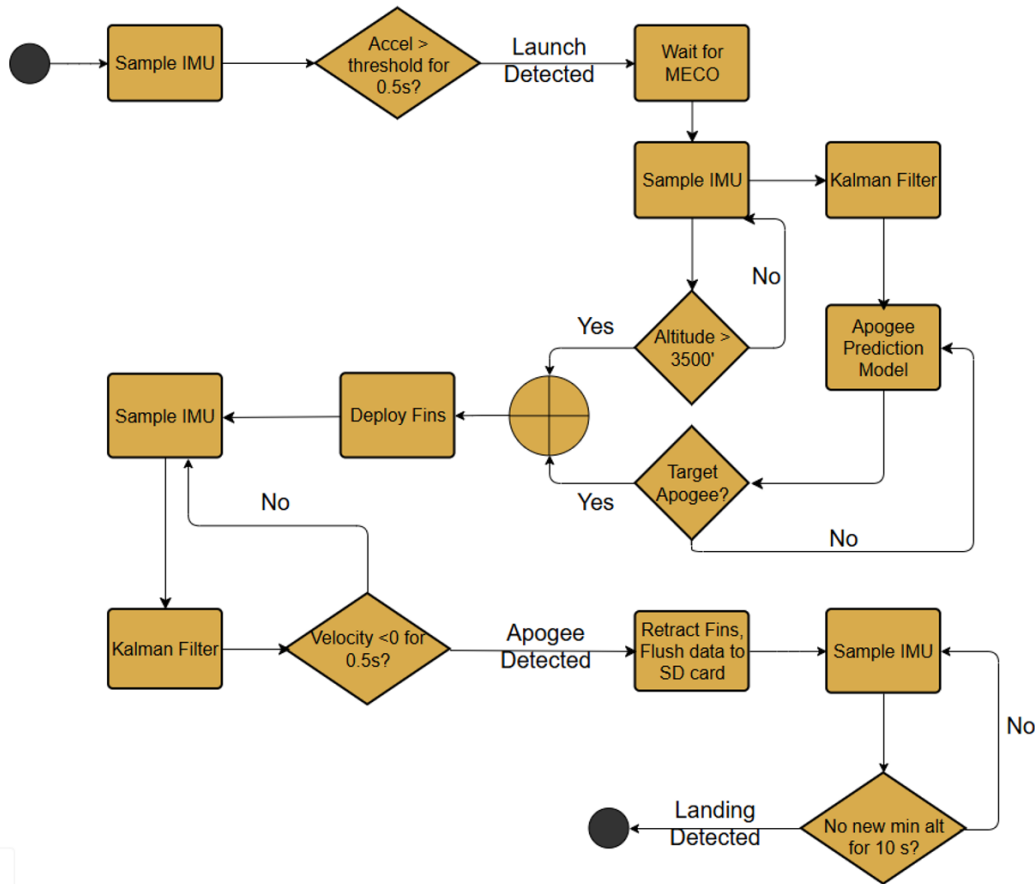 Sample IMU
Accel >
threshold for
0.5s?
Launch
Detected
Wait for
MECO
Sample IMU
Kalman Filter
No
Altitude >
3500'
Yes
Apogee
Prediction
Model
Sample IMU
Deploy Fins
Target
Apogee?
Yes
No
No
Kalman Filter
Velocity <0 for
0.5s?
Apogee
Detected
Retract Fins,
Flush data to
SD card
Sample IMU
No
No new min alt
for 10 s?
Landing
Detected